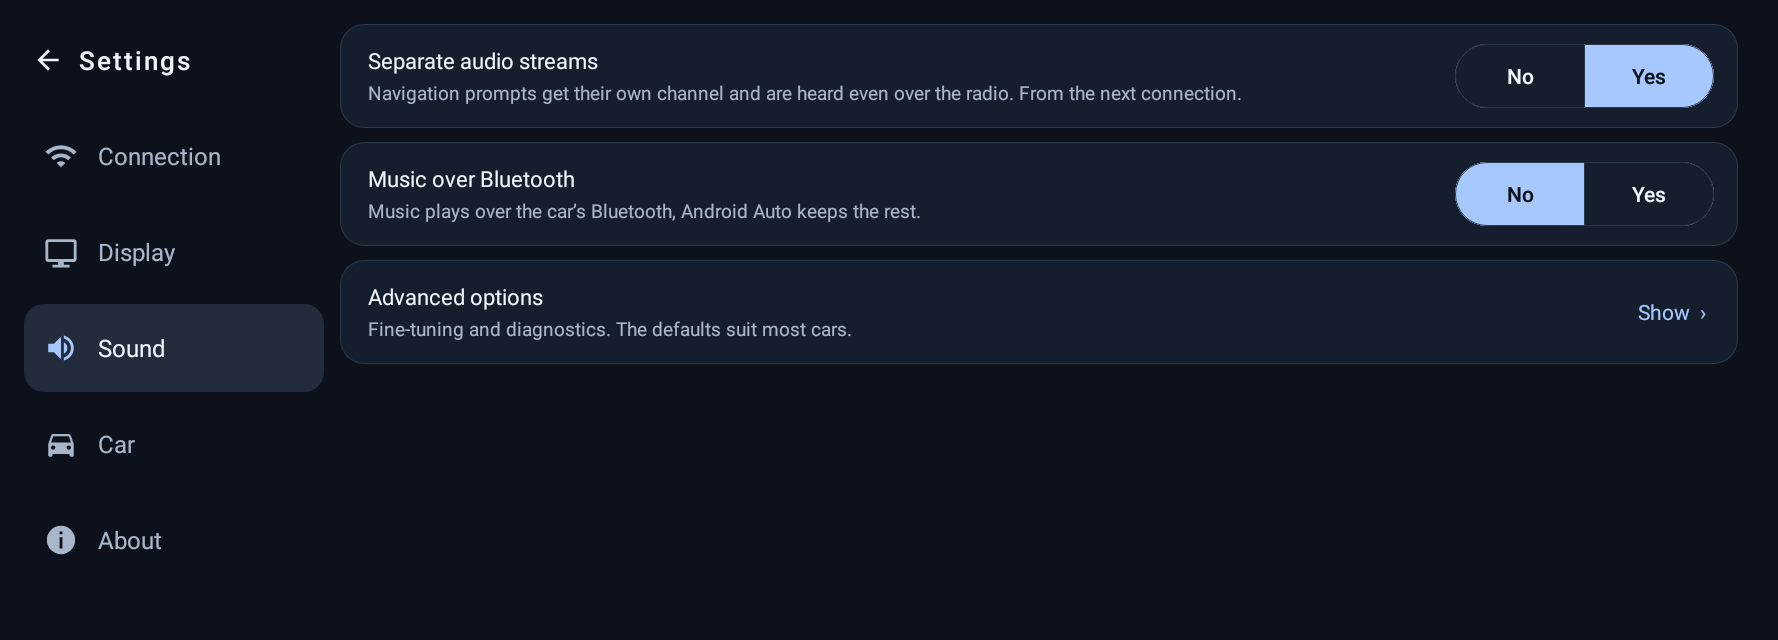 Settings
Connection
Display
Sound
Car
About
Separate audio streams
Navigation prompts get their own channel and are heard even over the radio. From the next connection.
No
Yes
Music over Bluetooth
Music plays over the car’s Bluetooth, Android Auto keeps the rest.
No
Yes
Advanced options
Fine-tuning and diagnostics. The defaults suit most cars.
Show ›